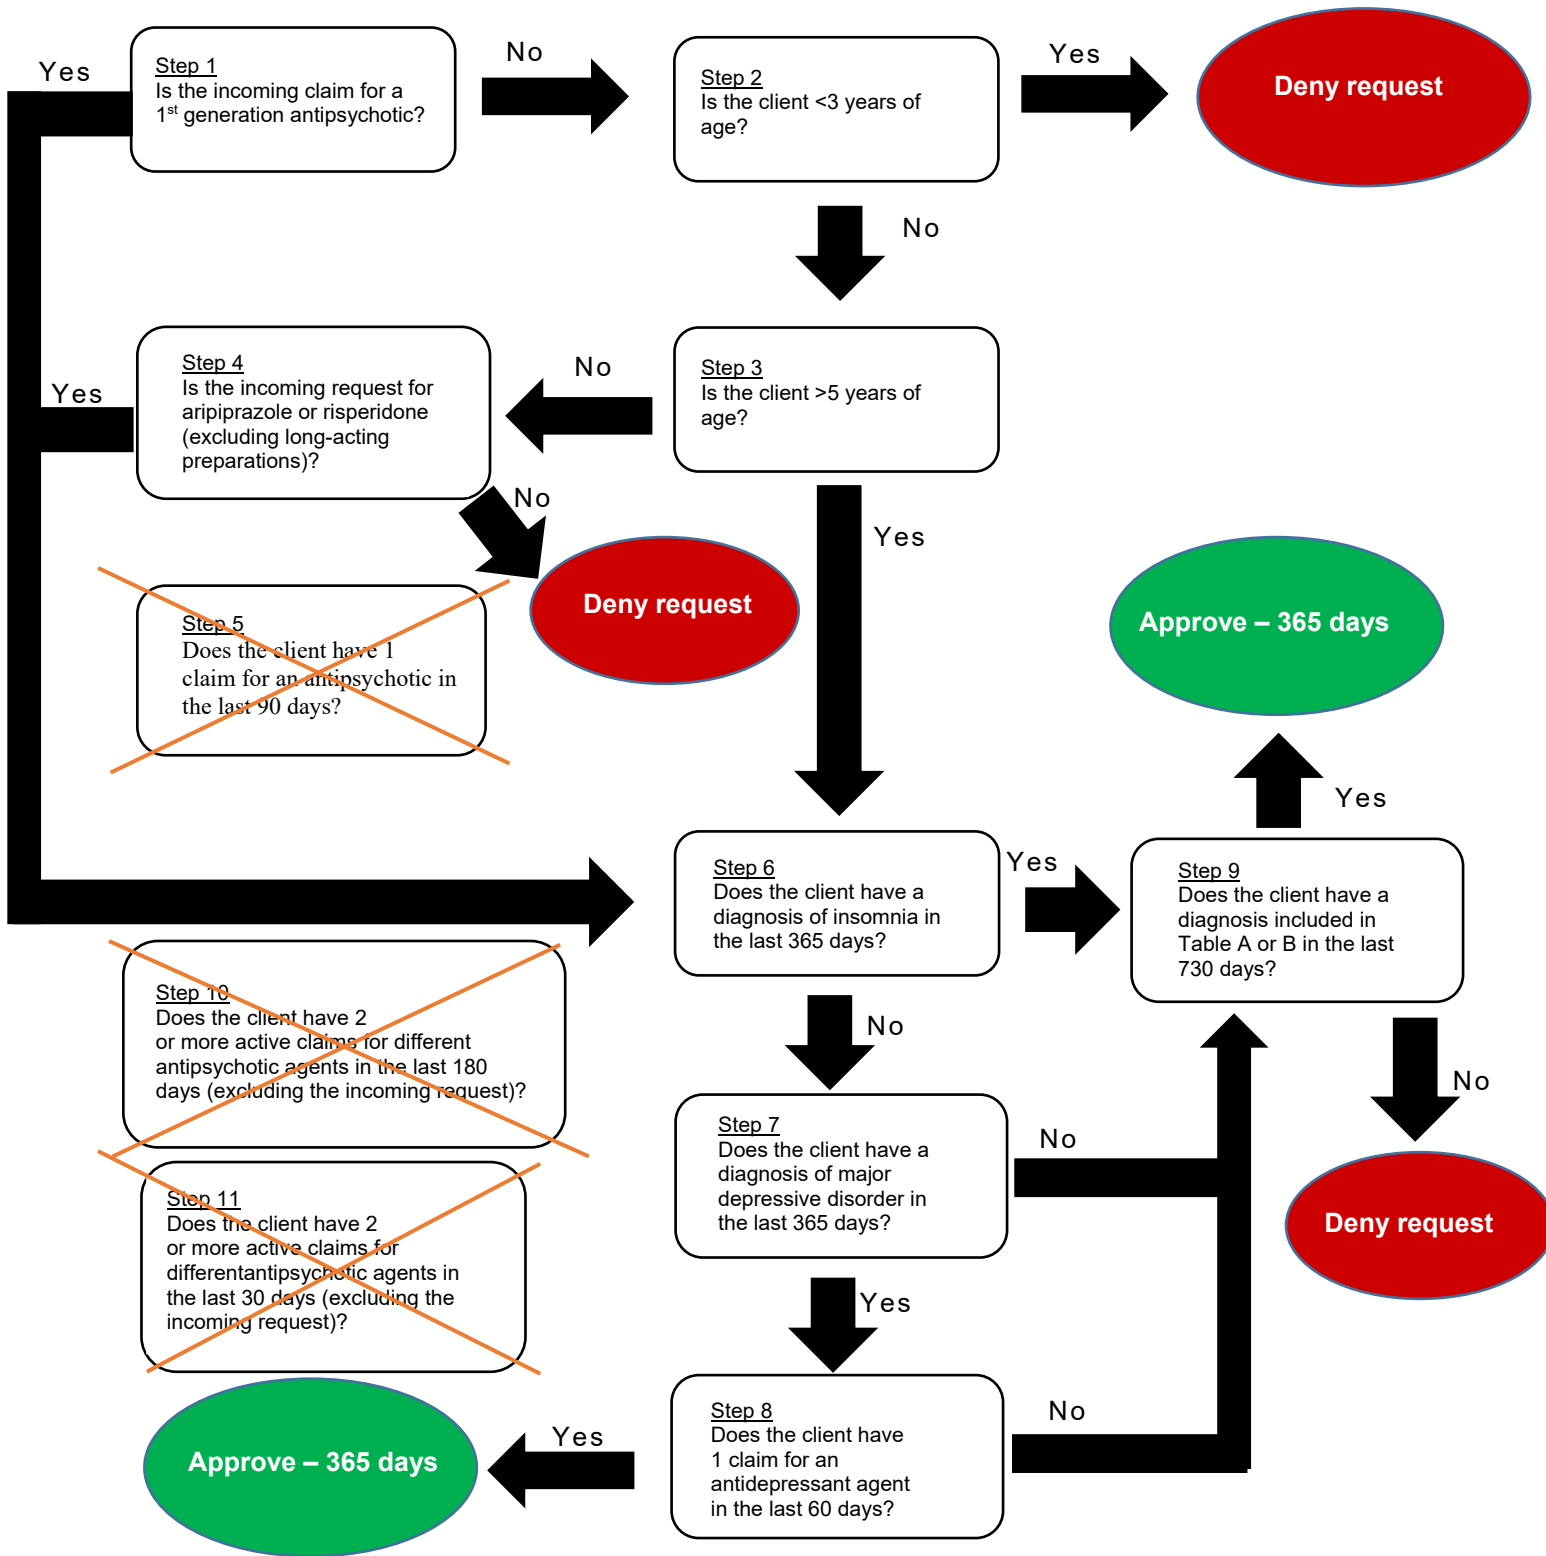 Yes
Step 1
Is the incoming claim for a
1st generation antipsychotic?
No
Step 2
Is the client <3 years of
age?
Yes
Deny request
No
Yes
Step 4
Is the incoming request for
aripiprazole or risperidone
(excluding long-acting
preparations)?
No
Step 3
Is the client >5 years of
age?
No
Deny request
Yes
Step 5
Does the client have 1
claim for an antipsychotic in
the last 90 days?
Approve – 365 days
Yes
Step 6
Does the client have a
diagnosis of insomnia in
the last 365 days?
Yes
Step 9
Does the client have a
diagnosis included in
Table A or B in the last
730 days?
Step 10
Does the client have 2
or more active claims for different
antipsychotic agents in the last 180
days (excluding the incoming request)?
No
No
Step 7
Does the client have a
diagnosis of major
depressive disorder in
the last 365 days?
No
Deny request
Step 11
Does the client have 2
or more active claims for
differentantipsychotic agents in
the last 30 days (excluding the
incoming request)?
Yes
Step 8
Does the client have
1 claim for an
antidepressant agent
in the last 60 days?
No
Yes
Approve – 365 days